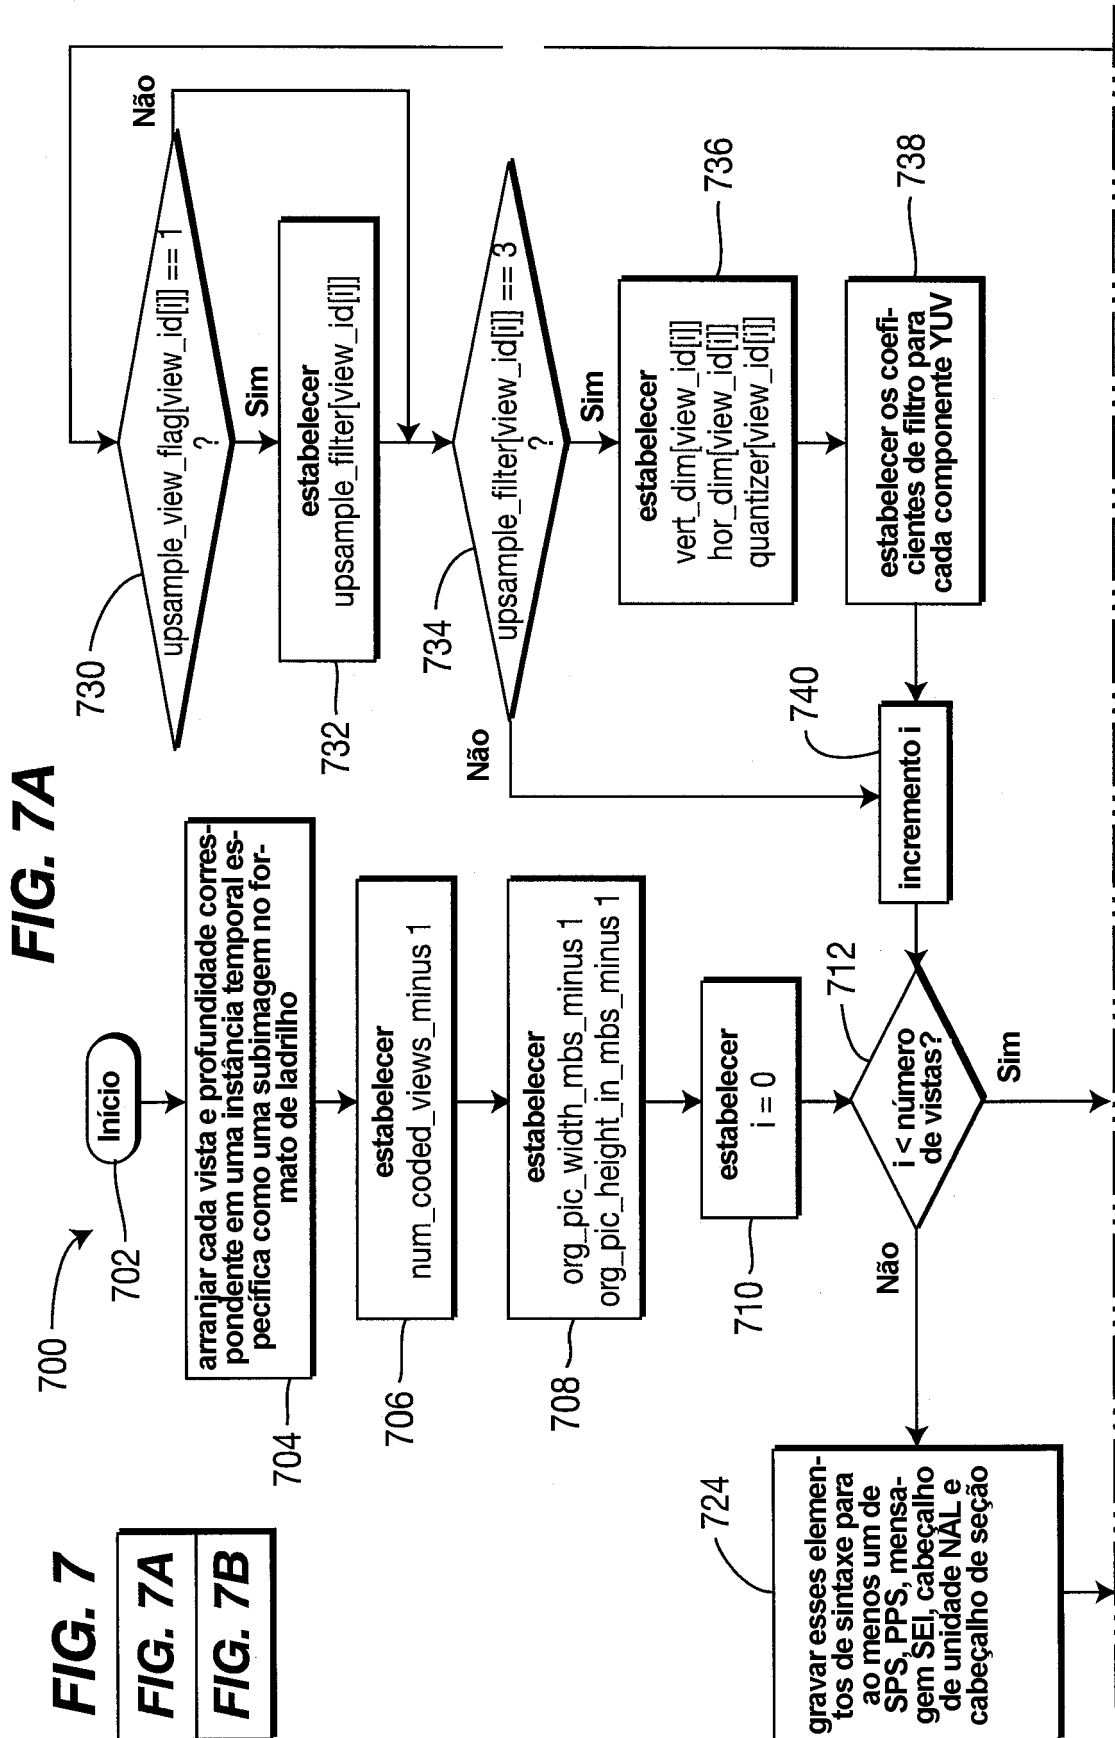 FIG. 7
FIG. 7A
FIG. 7B
FIG. 7A
700
Início
702
arranjar cada vista e profundidade corres-
pondente em uma instância temporal es-
pecífica como uma subimagem no for-
mato de ladrilho
704
estabelecer
num_coded_views_minus 1
706
estabelecer
org_pic_width_mbs_minus 1
org_pic_height_in_mbs_minus 1
708
estabelecer
i = 0
710
i < número
de vistas?
712
Não
Sim
gravar esses elemen-
tos de sintaxe para
ao menos um de
SPS, PPS, mensa-
gem SEI, cabeçalho
de unidade NAL e
cabeçalho de seção
724
upsample_view_flag[view_id[i]] == 1
?
730
Não
Sim
estabelecer
upsample_filter[view_id[i]]
732
upsample_filter[view_id[i]] == 3
?
734
Não
Sim
estabelecer
vert_dim[view_id[i]]
hor_dim[view_id[i]]
quantizer[view_id[i]]
736
estabelecer os coefi-
cientes de filtro para
cada componente YUV
738
incremento i
740